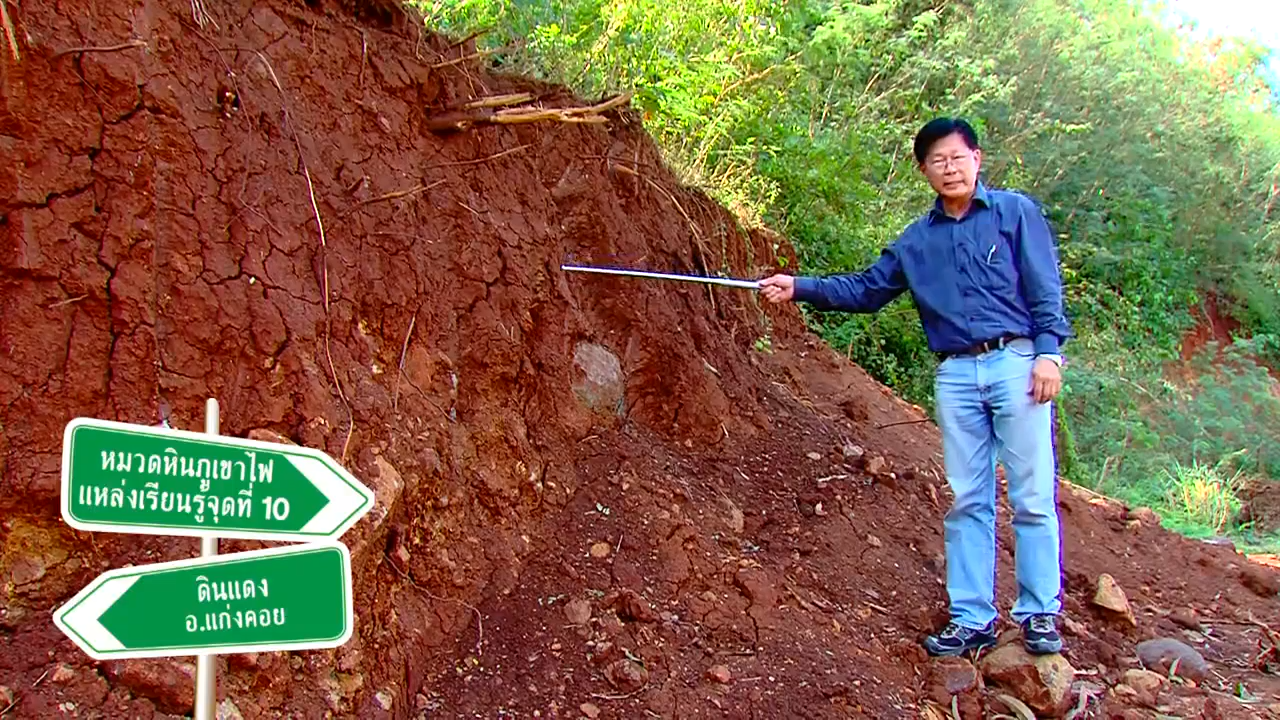 หมวดหินภูเขาไฟ
แหล่งเรียนรู้จุดที่ 10
ดินแดง
อ.แก่งคอย